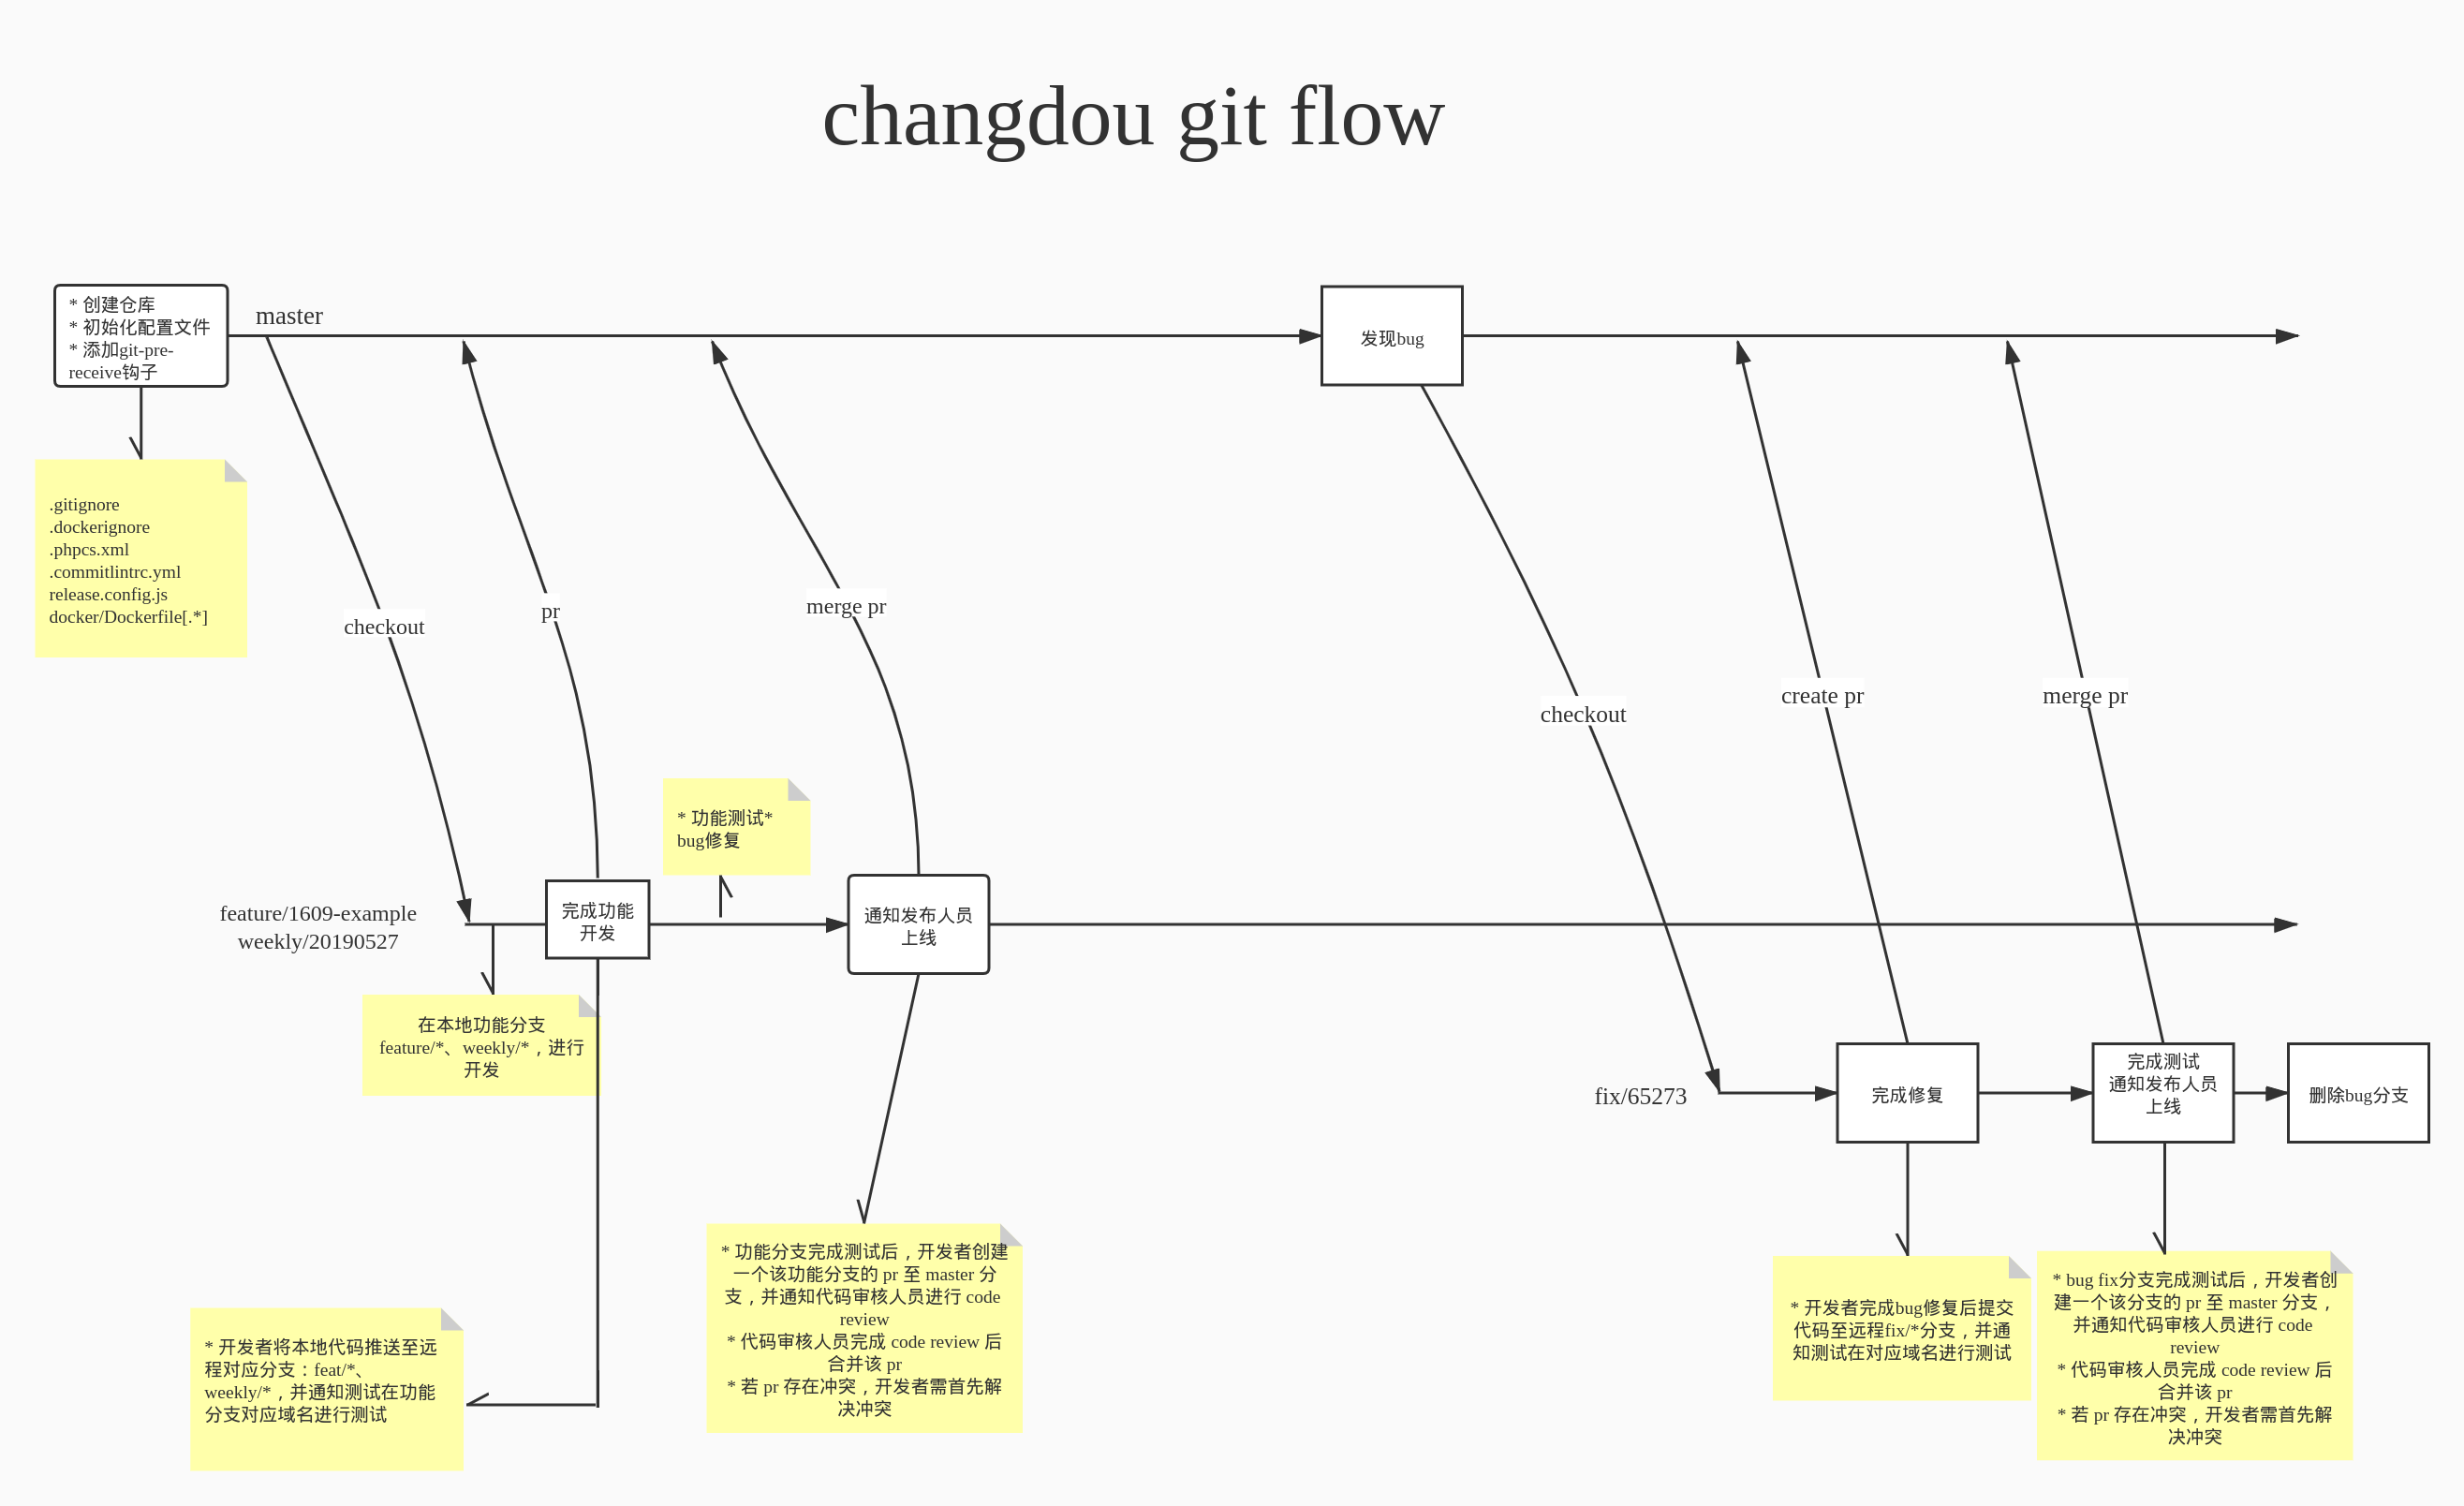 changdou git flow
* 创建仓库
* 初始化配置文件
* 添加git-pre-
receive钩子
master
发现bug
.gitignore
.dockerignore
.phpcs.xml
.commitlintrc.yml
release.config.js
docker/Dockerfile[.*]
checkout
pr
merge pr
checkout
create pr
merge pr
* 功能测试*
bug修复
feature/1609-example
weekly/20190527
完成功能
开发
通知发布人员
上线
在本地功能分支
feature/*、weekly/*，进行
开发
fix/65273
完成修复
完成测试
通知发布人员
上线
删除bug分支
* 开发者将本地代码推送至远
程对应分支：feat/*、
weekly/*，并通知测试在功能
分支对应域名进行测试
* 功能分支完成测试后，开发者创建
一个该功能分支的 pr 至 master 分
支，并通知代码审核人员进行 code
review
* 代码审核人员完成 code review 后
合并该 pr
* 若 pr 存在冲突，开发者需首先解
决冲突
* 开发者完成bug修复后提交
代码至远程fix/*分支，并通
知测试在对应域名进行测试
* bug fix分支完成测试后，开发者创
建一个该分支的 pr 至 master 分支，
并通知代码审核人员进行 code
review
* 代码审核人员完成 code review 后
合并该 pr
* 若 pr 存在冲突，开发者需首先解
决冲突